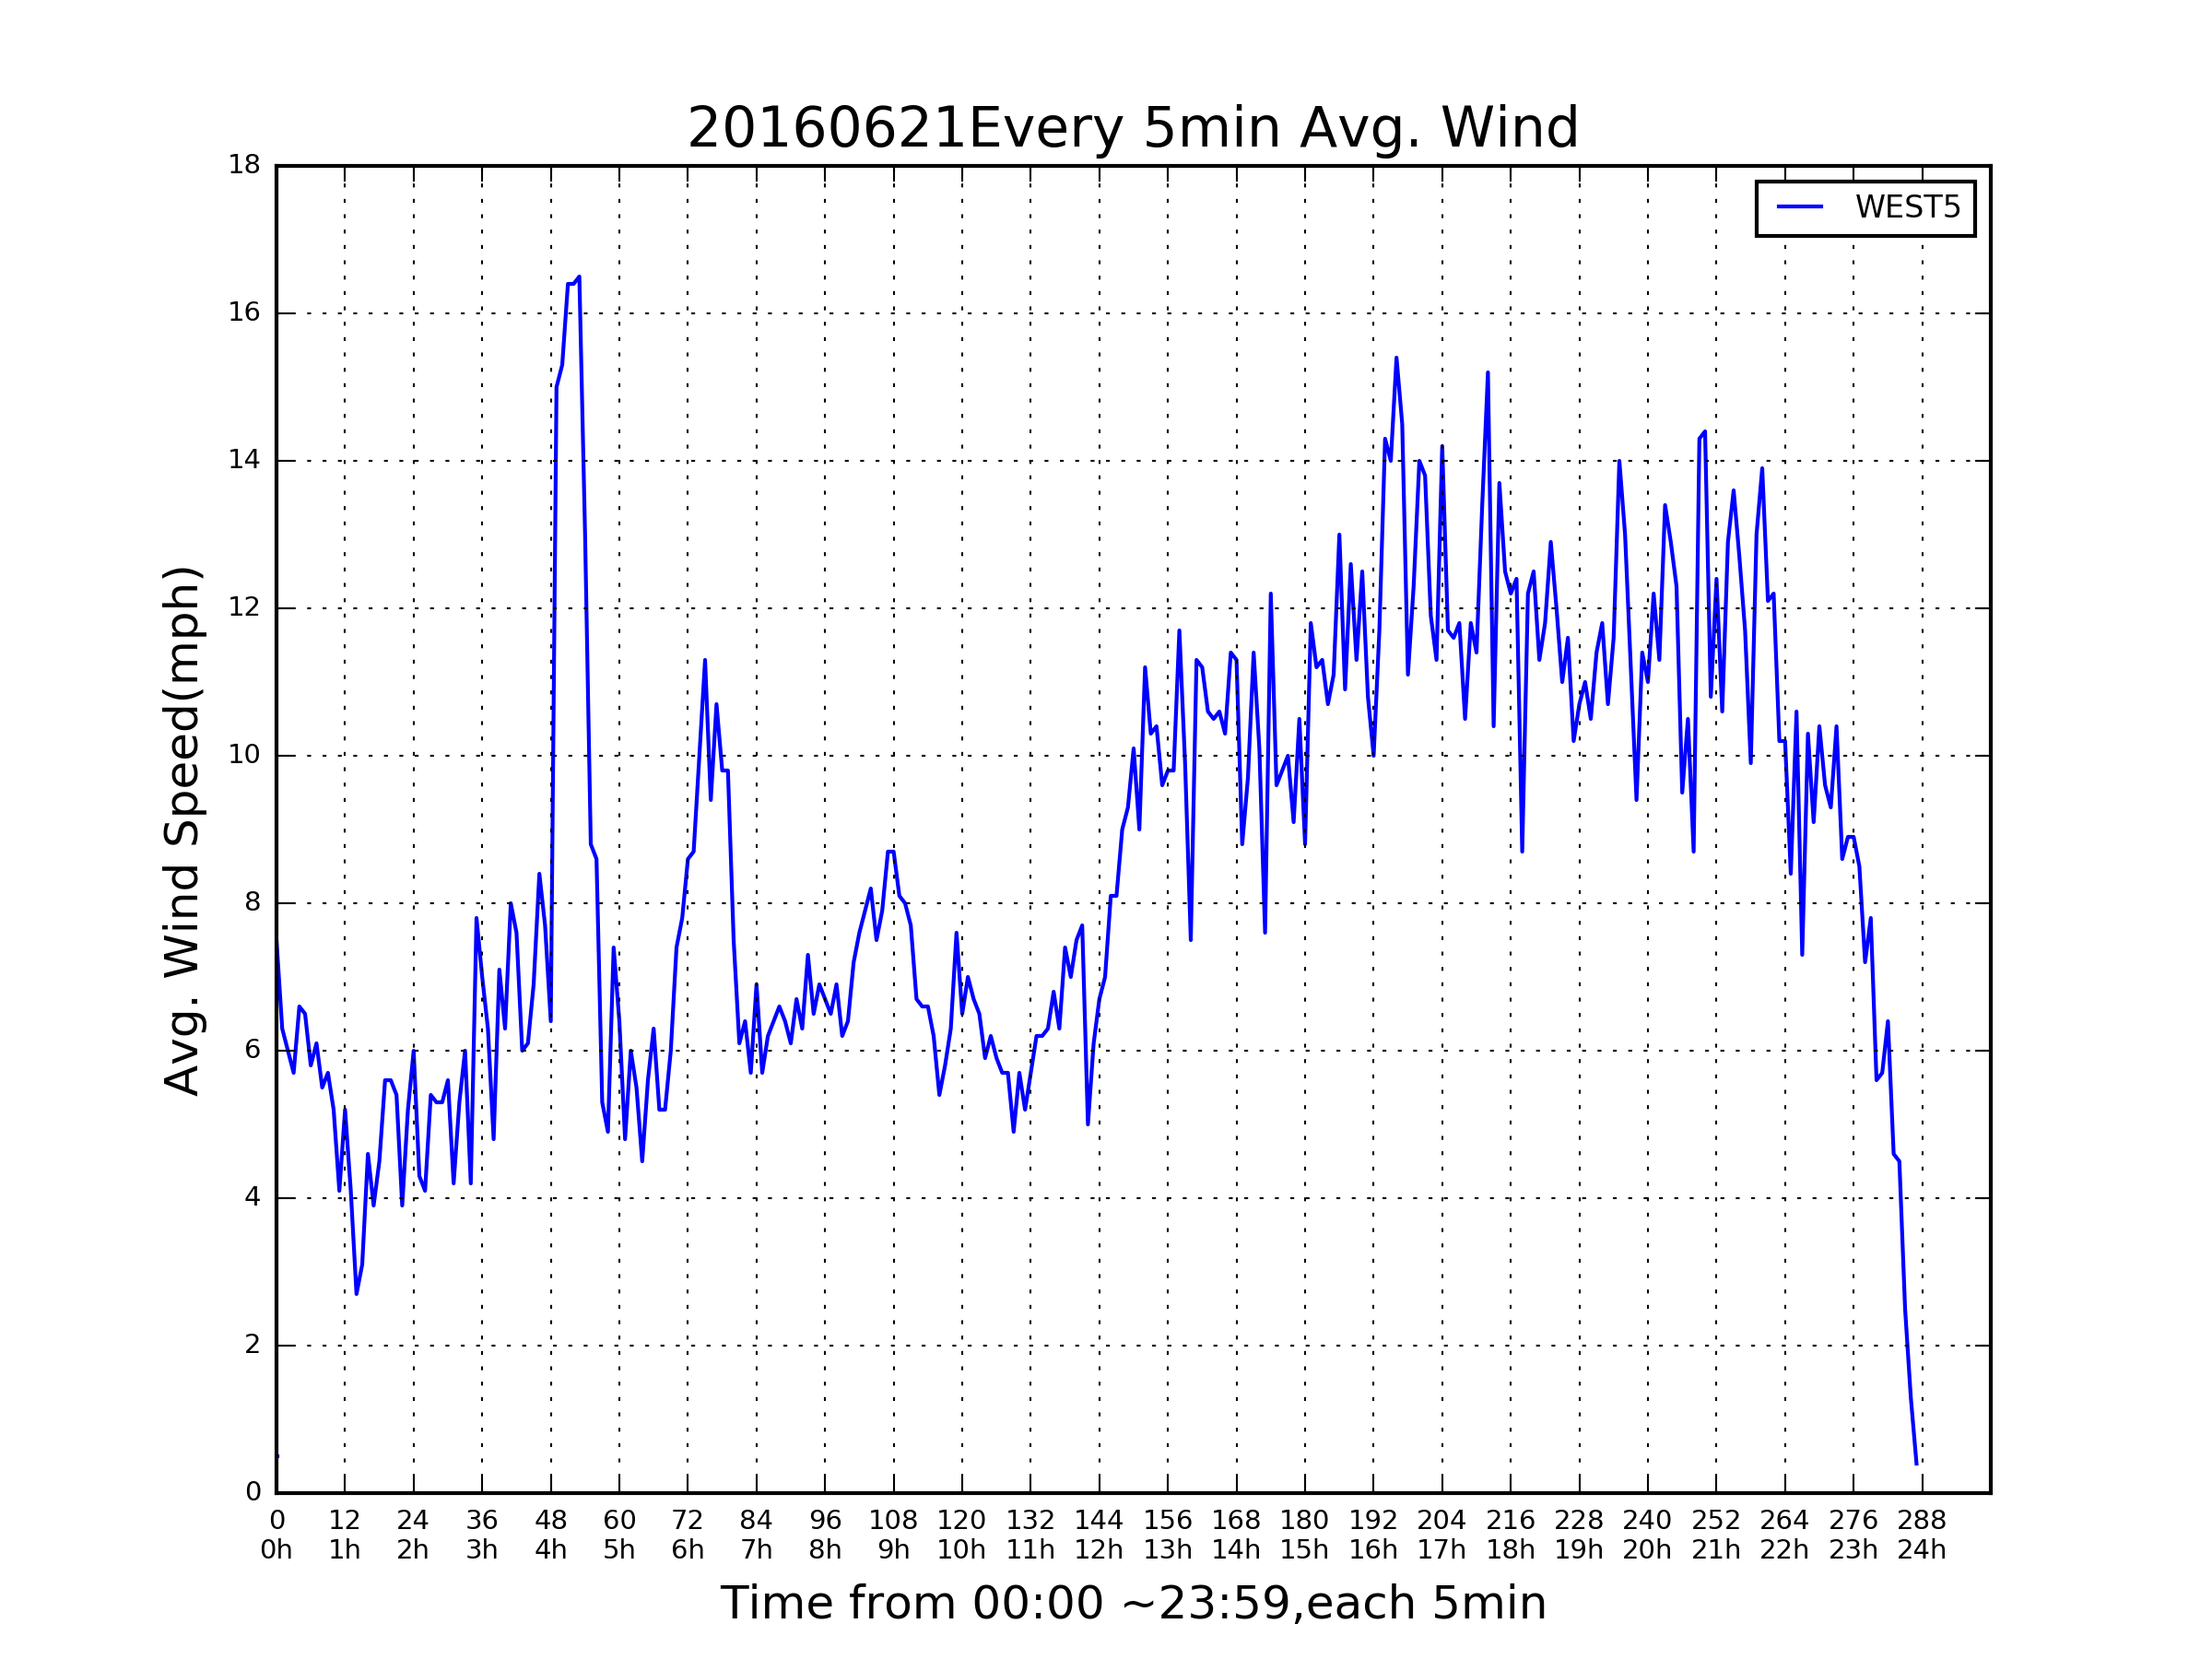 20160621Every 5min Avg. Wind
WEST5
Avg. Wind Speed(mph)
18
16
14
12
10
8
6
4
2
0
0 12 24 36 48 60 72 84 96 108 120 132 144 156 168 180 192 204 216 228 240 252 264 276 288
0h 1h 2h 3h 4h 5h 6h 7h 8h 9h 10h 11h 12h 13h 14h 15h 16h 17h 18h 19h 20h 21h 22h 23h 24h
Time from 00:00 ~23:59,each 5min